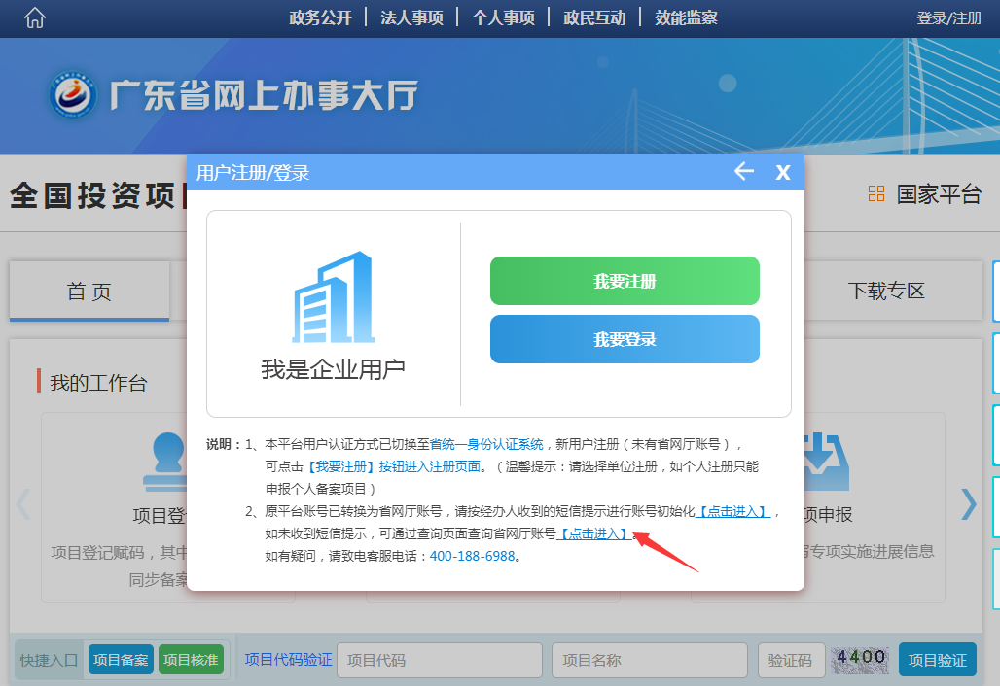 政务公开 法人事项 个人事项 政民互动 效能监察 登录/注册
广东省网上办事大厅
全国投资项
国家平台
用户注册/登录 X
首 页
下载专区
我是企业用户
我要注册
我要登录
我的工作台
说明：1、本平台用户认证方式已切换至省统一身份认证系统，新用户注册（未有省网厅账号），
可点击【我要注册】按钮进入注册页面。（温馨提示：请选择单位注册，如个人注册只能
申报个人备案项目）
2、原平台账号已转换为省网厅账号，请按经办人收到的短信提示进行账号初始化【点击进入】，
如未收到短信提示，可通过查询页面查询省网厅账号【点击进入】。
如有疑问，请致电客服电话：400-188-6988。
项目登
项目登记赋码，其中
同步备案
项申报
专项实施进展信息
快捷入口 项目备案 项目核准 项目代码验证 项目代码 项目名称 验证码 4400 项目验证